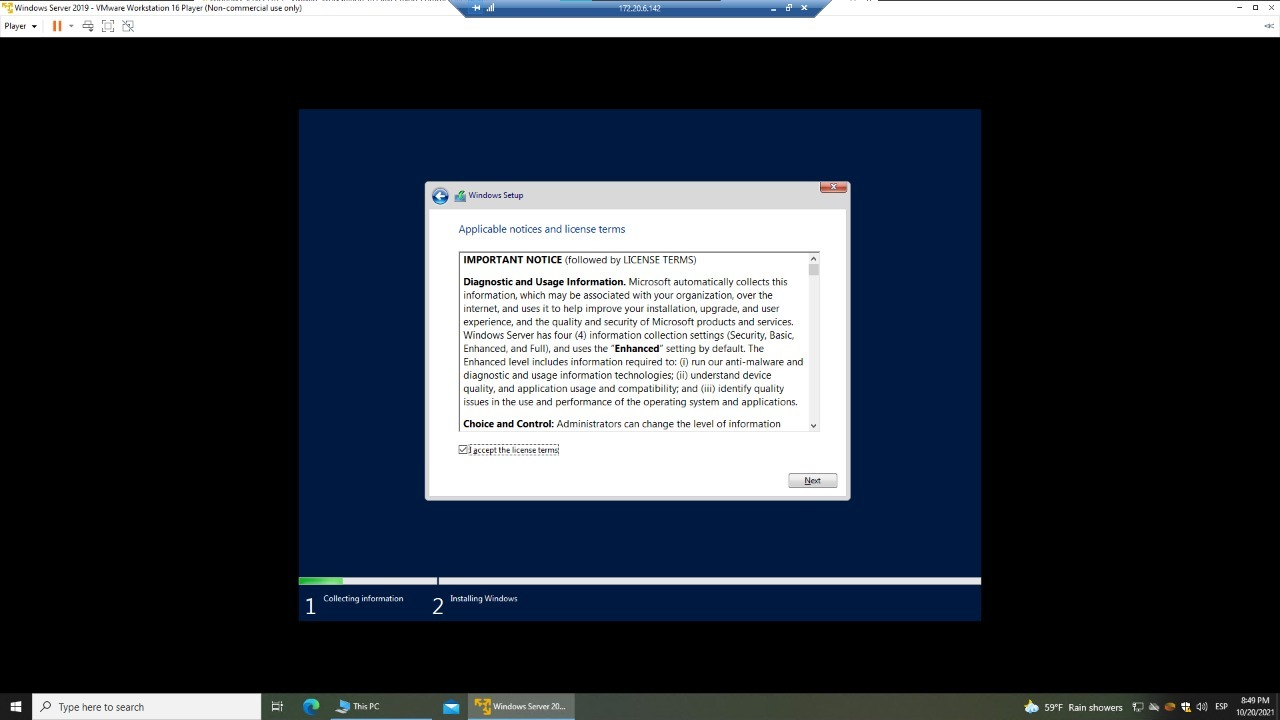 Windows Server 2019 - VMware Workstation 16 Player (Non-commercial use only)
172.20.6.142
Player
Windows Setup
Applicable notices and license terms
IMPORTANT NOTICE (followed by LICENSE TERMS)
Diagnostic and Usage Information. Microsoft automatically collects this
information, which may be associated with your organization, over the
internet, and uses it to help improve your installation, upgrade, and user
experience, and the quality and security of Microsoft products and services.
Windows Server has four (4) information collection settings (Security, Basic,
Enhanced, and Full), and uses the “Enhanced” setting by default. The
Enhanced level includes information required to: (i) run our anti-malware and
diagnostic and usage information technologies; (ii) understand device
quality, and application usage and compatibility; and (iii) identify quality
issues in the use and performance of the operating system and applications.
Choice and Control: Administrators can change the level of information
I accept the license terms
Next
1 Collecting information
2 Installing Windows
Type here to search
This PC
Windows Server 20...
59°F Rain showers
ESP
8:49 PM
10/20/2021